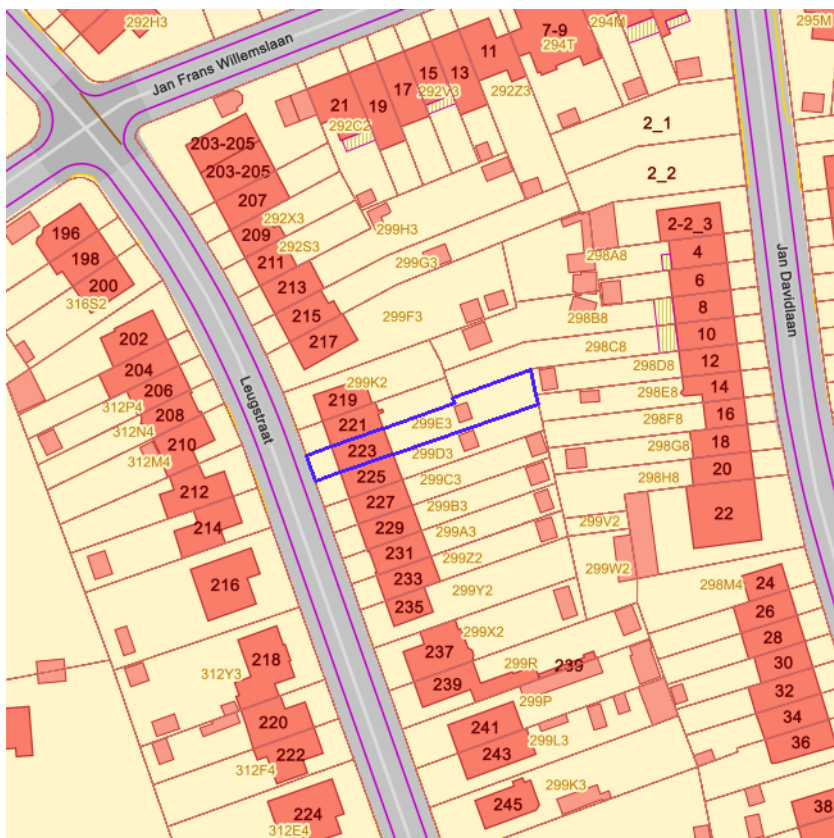 292H3
Jan Frans Willemslaan
11
7-9
294T
294M
295M
13
15
17
19
21
292V3
292Z3
292C2
203-205
203-205
207
292X3
209
292S3
211
213
215
217
299H3
299G3
299F3
2_1
2_2
2-2_3
298A8
4
6
8
298B8
10
298C8
12
298D8
14
298E8
16
298F8
18
298G8
20
298H8
22
Jan Davidlaan
196
198
200
316S2
202
204
206
312P4
208
312N4
210
312M4
212
214
216
Leugstraat
299K2
219
221
299E3
223
299D3
225
299C3
227
299B3
229
299A3
231
299Z2
233
299Y2
235
299V2
299W2
298M4
24
26
28
30
32
34
36
38
299X2
237
299R
239
239
299P
241
299L3
243
299K3
245
218
312Y3
220
222
312F4
224
312E4